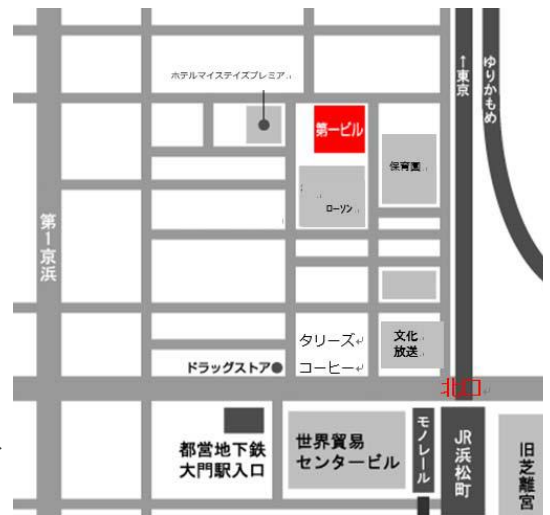 ホテルマイステイズプレミア
↑東京
ゆりかもめ
第一ビル
保育園
ローソン
第1京浜
タリーズ
コーヒー
文化
放送
ドラッグストア
北口
都営地下鉄
大門駅入口
世界貿易
センタービル
モノレール
JR浜松町
旧芝離宮